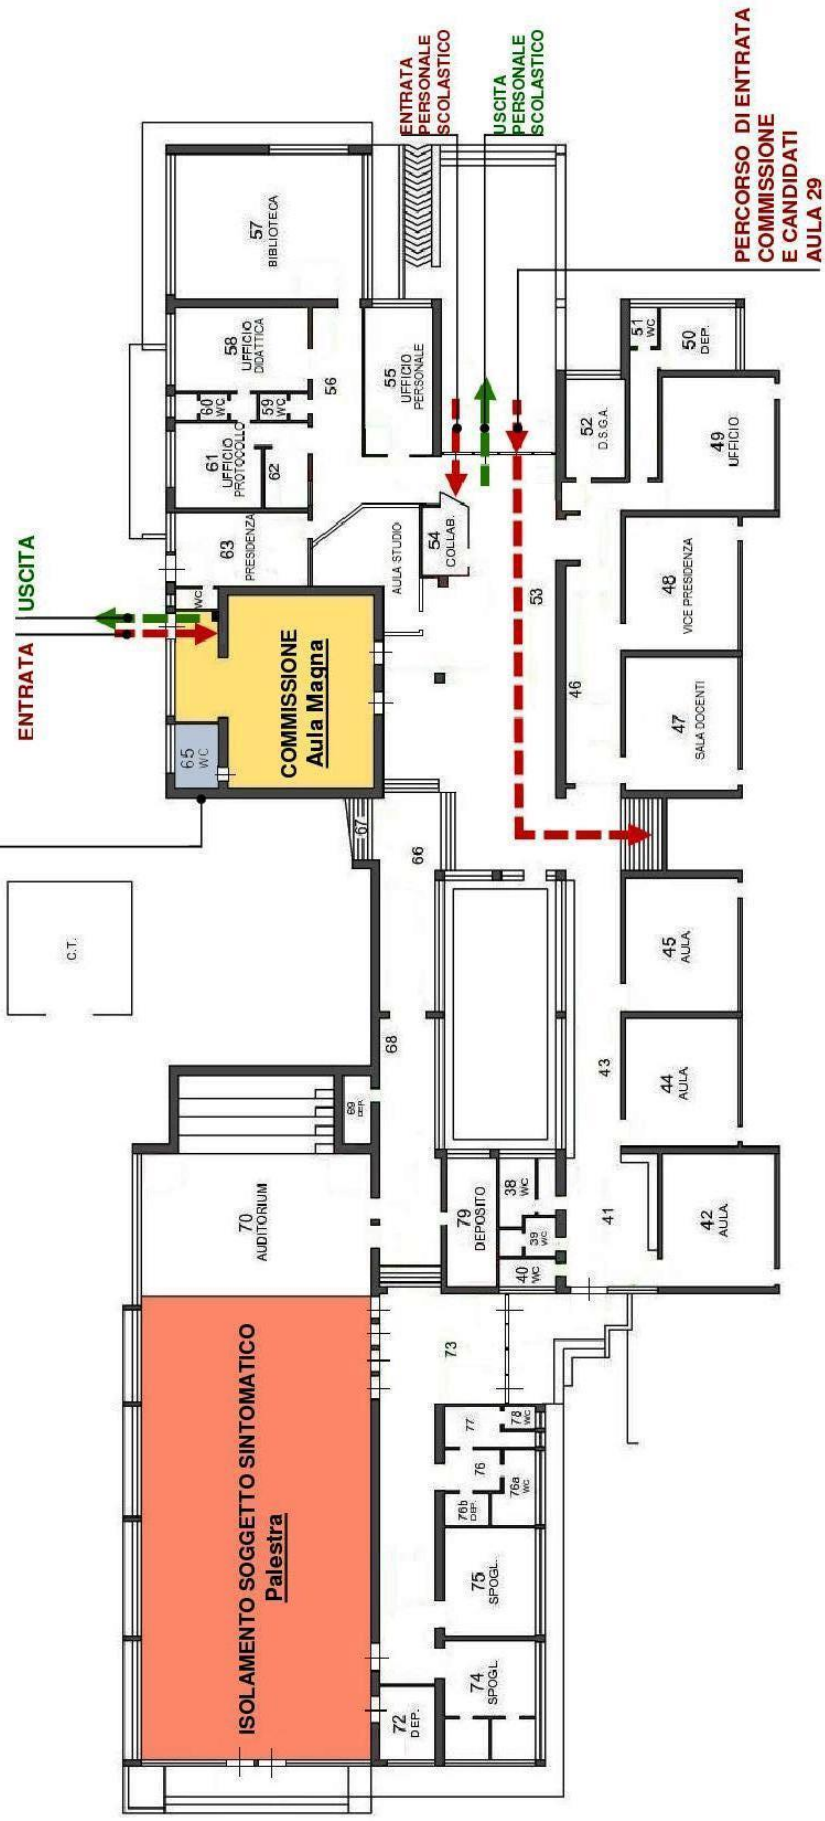 ENTRATA
PERSONALE
SCOLASTICO
USCITA
PERSONALE
SCOLASTICO
PERCORSO DI ENTRATA
COMMISSIONE
E CANDIDATI
AULA 29
57
BIBLIOTECA
58
UFFICIO
DIDATTICA
60
WC
59
WC
56
55
UFFICIO
PERSONALE
61
UFFICIO
PROTOCOLLO
62
51
WC
50
DEP.
52
D.S.G.A.
49
UFFICIO
USCITA
ENTRATA
63
PRESIDENZA
WC
AULA STUDIO
54
COLLAB.
53
48
VICE PRESIDENZA
COMMISSIONE
Aula Magna
65
WC
46
47
SALA DOCENTI
67
66
C.T.
45
AULA
68
43
44
AULA
69
DEP.
70
AUDITORIUM
79
DEPOSITO
38
WC
39
WC
40
WC
41
42
AULA
73
ISOLAMENTO SOGGETTO SINTOMATICO
Palestra
77
78
WC
76
76a
WC
76b
DEP.
75
SPOGL.
74
SPOGL.
72
DEP.